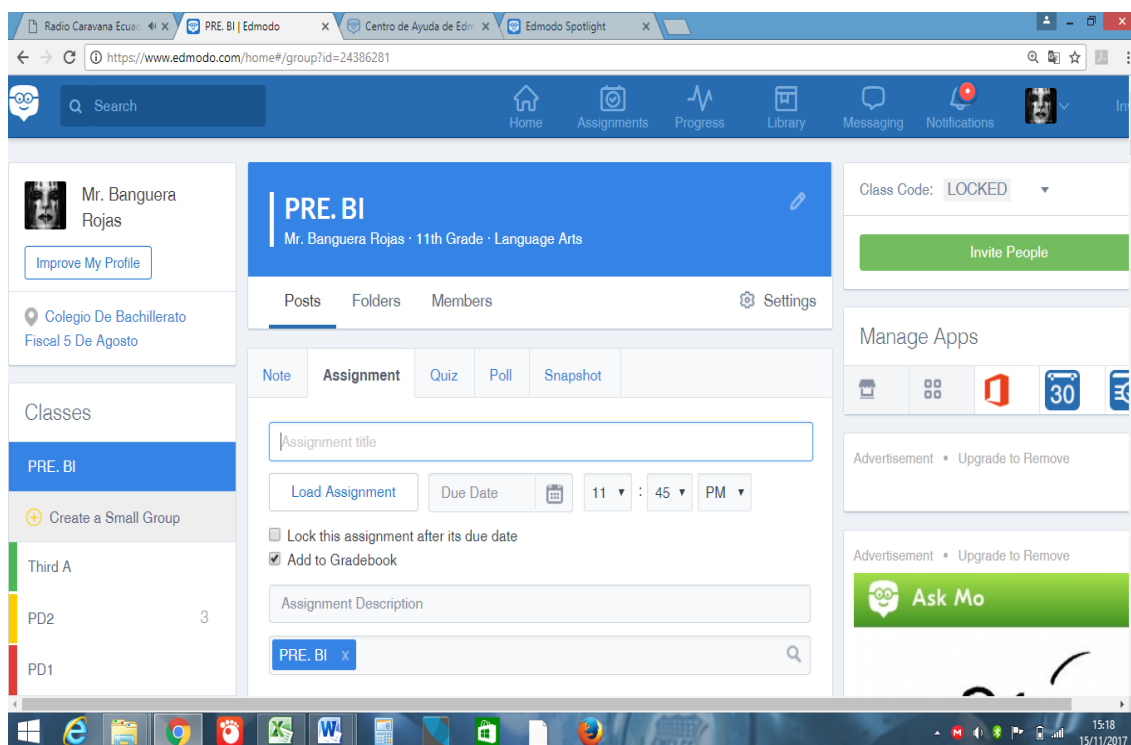 Radio Caravana Ecuac
PRE. BI | Edmodo
Centro de Ayuda de Edm
Edmodo Spotlight
https://www.edmodo.com/home#/group?id=24386281
Search
Home
Assignments
Progress
Library
Messaging
Notifications
Inv
Mr. Banguera
Rojas
Improve My Profile
Colegio De Bachillerato
Fiscal 5 De Agosto
Classes
PRE. BI
Create a Small Group
Third A
PD2 3
PD1
PRE. BI
Mr. Banguera Rojas · 11th Grade · Language Arts
Posts Folders Members Settings
Note Assignment Quiz Poll Snapshot
Assignment title
Load Assignment Due Date 11 : 45 PM
Lock this assignment after its due date
Add to Gradebook
Assignment Description
PRE. BI x
Class Code: LOCKED
Invite People
Manage Apps
30
Advertisement • Upgrade to Remove
Advertisement • Upgrade to Remove
Ask Mo
15:18
15/11/2017